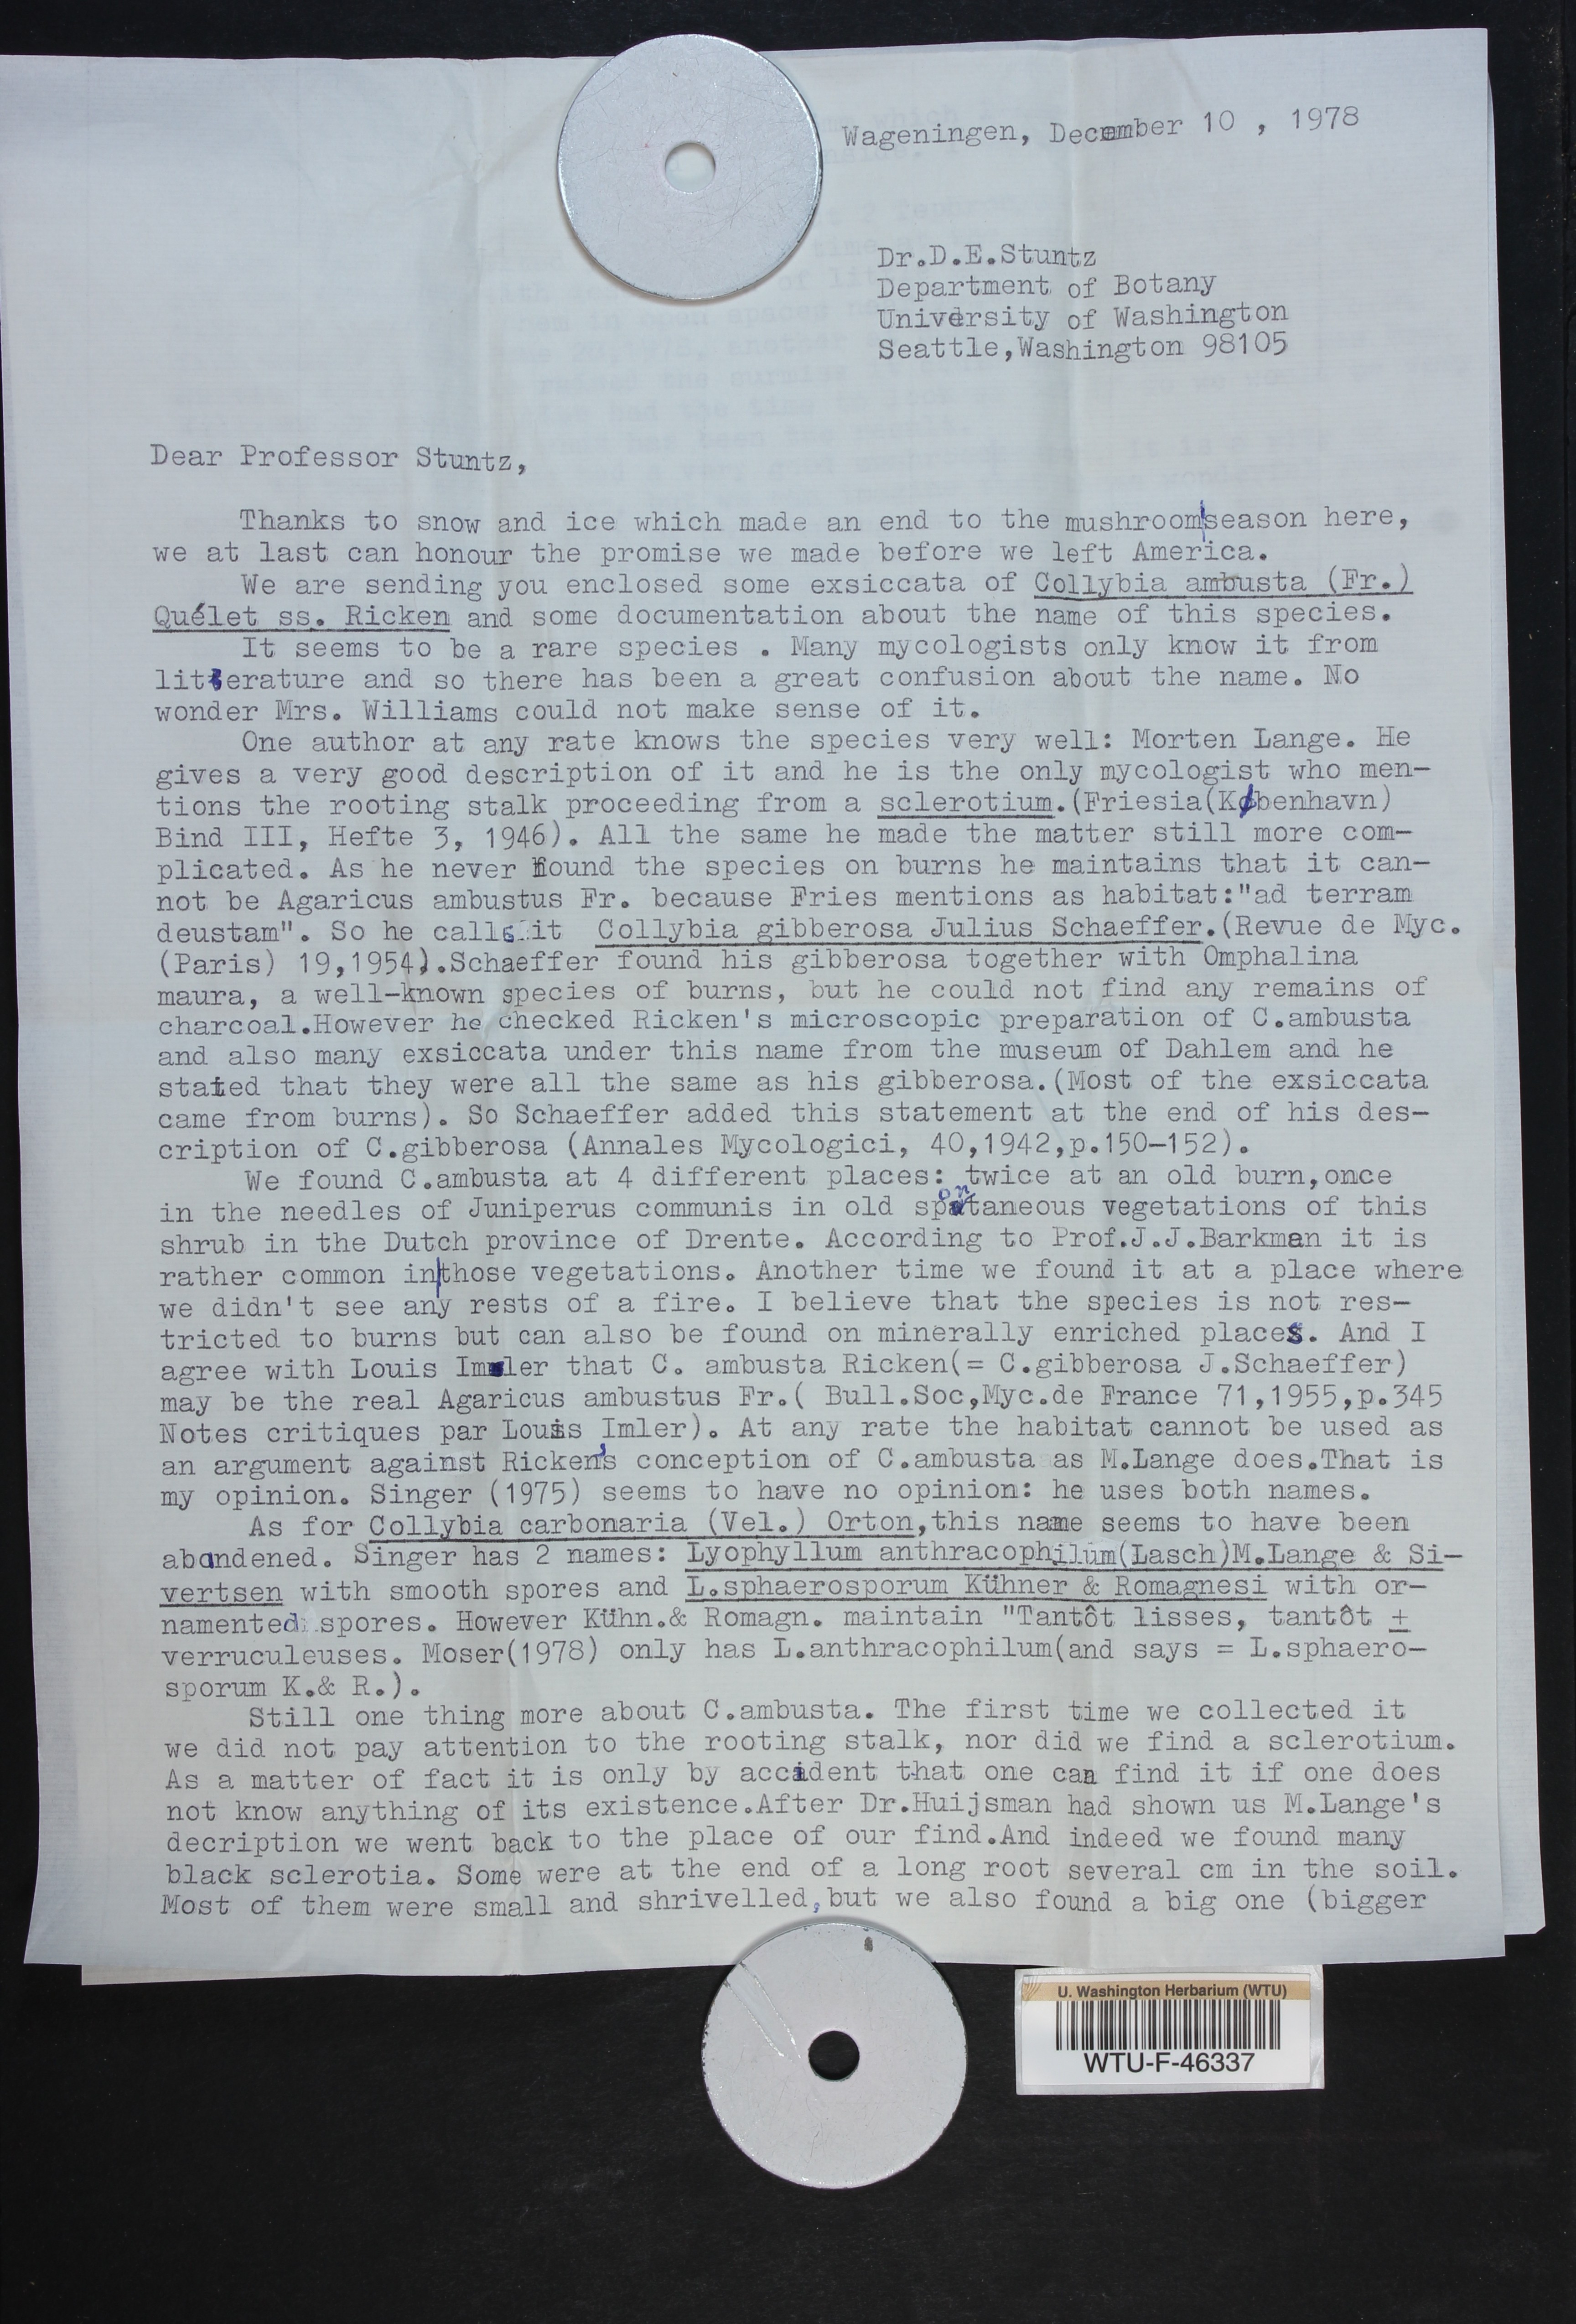 Wageningen, December 10 , 1978
Dr.D.E.Stuntz
Department of Botany
University of Washington
Seattle,Washington 98105
Dear Professor Stuntz,
Thanks to snow and ice which made an end to the mushroom|season here,
we at last can honour the promise we made before we left America.
We are sending you enclosed some exsiccata of Collybia ambusta (Fr.)
Quélet ss. Ricken and some documentation about the name of this species.
It seems to be a rare species . Many mycologists only know it from
litterature and so there has been a great confusion about the name. No
wonder Mrs. Williams could not make sense of it.
One author at any rate knows the species very well: Morten Lange. He
gives a very good description of it and he is the only mycologist who men-
tions the rooting stalk proceeding from a sclerotium.(Friesia(København)
Bind III, Hefte 3, 1946). All the same he made the matter still more com-
plicated. As he never found the species on burns he maintains that it can-
not be Agaricus ambustus Fr. because Fries mentions as habitat:"ad terram
deustam". So he calls it Collybia gibberosa Julius Schaeffer.(Revue de Myc.
(Paris) 19,1954).Schaeffer found his gibberosa together with Omphalina
maura, a well-known species of burns, but he could not find any remains of
charcoal.However he checked Ricken's microscopic preparation of C.ambusta
and also many exsiccata under this name from the museum of Dahlem and he
stated that they were all the same as his gibberosa.(Most of the exsiccata
came from burns). So Schaeffer added this statement at the end of his des-
cription of C.gibberosa (Annales Mycologici, 40,1942,p.150-152).
We found C.ambusta at 4 different places: twice at an old burn,once
in the needles of Juniperus communis in old spontaneous vegetations of this
shrub in the Dutch province of Drente. According to Prof.J.J.Barkman it is
rather common in|those vegetations. Another time we found it at a place where
we didn't see any rests of a fire. I believe that the species is not res-
tricted to burns but can also be found on minerally enriched places. And I
agree with Louis Imler that C. ambusta Ricken(= C.gibberosa J.Schaeffer)
may be the real Agaricus ambustus Fr.( Bull.Soc,Myc.de France 71,1955,p.345
Notes critiques par Louis Imler). At any rate the habitat cannot be used as
an argument against Ricken's conception of C.ambusta as M.Lange does.That is
my opinion. Singer (1975) seems to have no opinion: he uses both names.
As for Collybia carbonaria (Vel.) Orton,this name seems to have been
abandened. Singer has 2 names: Lyophyllum anthracophilum(Lasch)M.Lange & Si-
vertsen with smooth spores and L.sphaerosporum Kühner & Romagnesi with or-
namented spores. However Kühn.& Romagn. maintain "Tantôt lisses, tantôt ±
verruculeuses. Moser(1978) only has L.anthracophilum(and says = L.sphaero-
sporum K.& R.).
Still one thing more about C.ambusta. The first time we collected it
we did not pay attention to the rooting stalk, nor did we find a sclerotium.
As a matter of fact it is only by accident that one can find it if one does
not know anything of its existence.After Dr.Huijsman had shown us M.Lange's
decription we went back to the place of our find.And indeed we found many
black sclerotia. Some were at the end of a long root several cm in the soil.
Most of them were small and shrivelled,but we also found a big one (bigger
U. Washington Herbarium (WTU)
WTU-F-46337